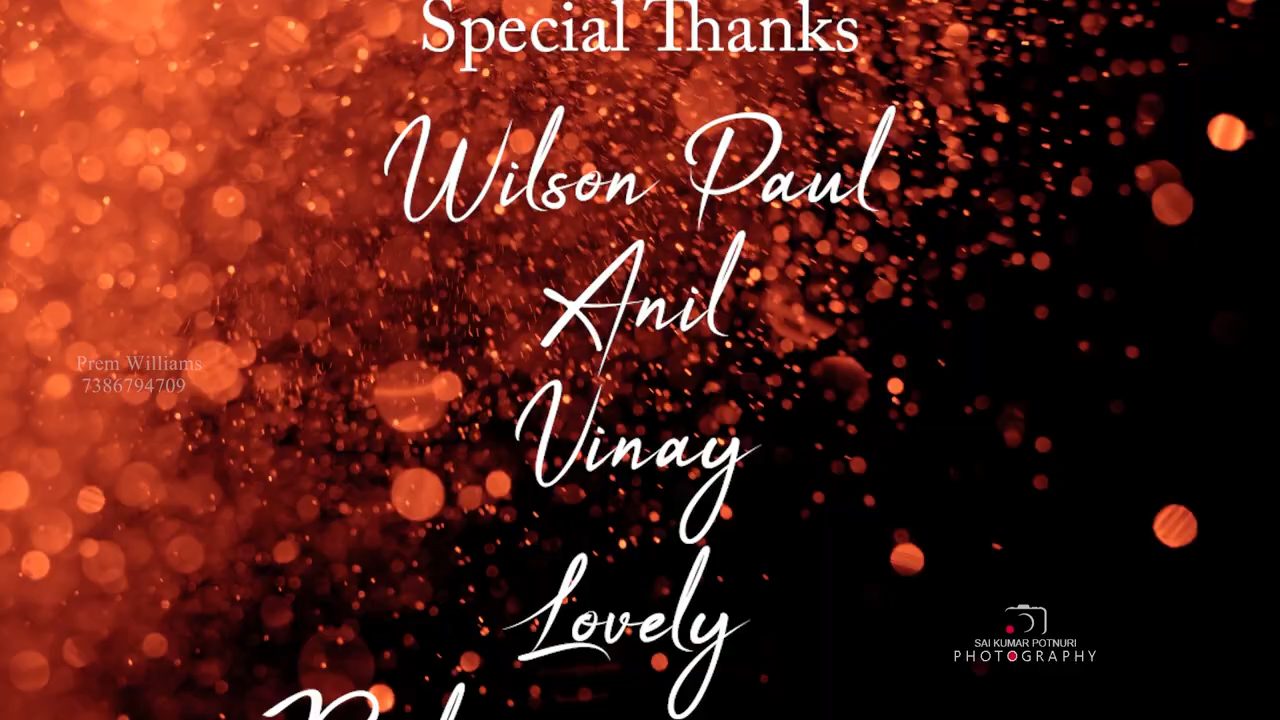 Special Thanks
Wilson Paul
Anil
Prem Williams
7386794709
Vinay
Lovely
SAI KUMAR POTNURI
PHOTOGRAPHY